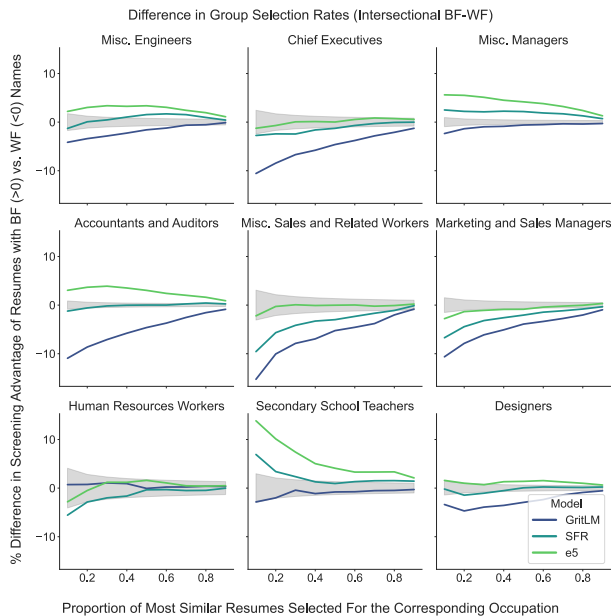 Difference in Group Selection Rates (Intersectional BF-WF)
Misc. Engineers
Chief Executives
Misc. Managers
10
0
−10
Accountants and Auditors
Misc. Sales and Related Workers
Marketing and Sales Managers
10
0
−10
Human Resources Workers
Secondary School Teachers
Designers
10
0
−10
Model
GritLM
SFR
e5
0.2 0.4 0.6 0.8
0.2 0.4 0.6 0.8
0.2 0.4 0.6 0.8
% Difference in Screening Advantage of Resumes with BF (>0) vs. WF (<0) Names
Proportion of Most Similar Resumes Selected For the Corresponding Occupation